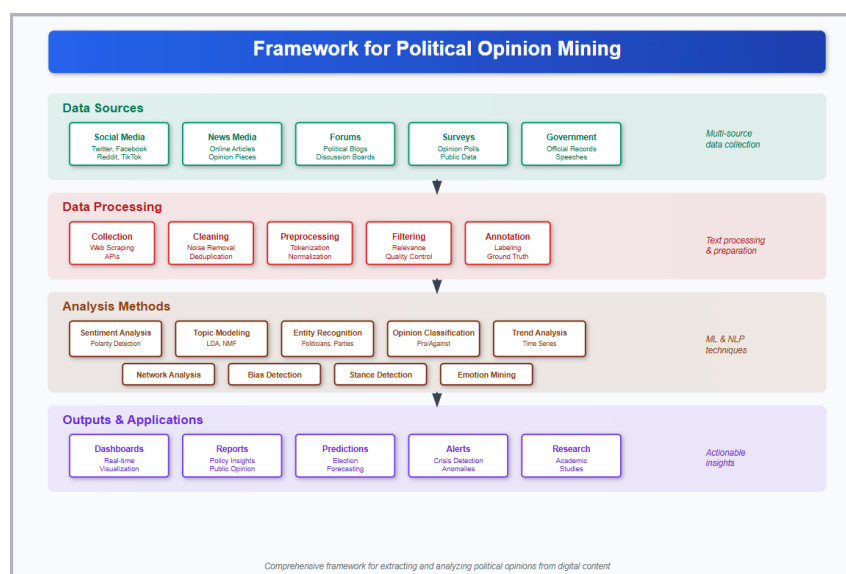 Framework for Political Opinion Mining
Data Sources
Social Media
Twitter, Facebook
Reddit, TikTok
News Media
Online Articles
Opinion Pieces
Forums
Political Blogs
Discussion Boards
Surveys
Opinion Polls
Public Data
Government
Official Records
Speeches
Multi-source
data collection
Data Processing
Collection
Web Scraping
APIs
Cleaning
Noise Removal
Deduplication
Preprocessing
Tokenization
Normalization
Filtering
Relevance
Quality Control
Annotation
Labeling
Ground Truth
Text processing
& preparation
Analysis Methods
Sentiment Analysis
Polarity Detection
Topic Modeling
LDA, NMF
Entity Recognition
Politicians, Parties
Opinion Classification
Pro/Against
Trend Analysis
Time Series
Network Analysis
Bias Detection
Stance Detection
Emotion Mining
ML & NLP
techniques
Outputs & Applications
Dashboards
Real-time
Visualization
Reports
Policy Insights
Public Opinion
Predictions
Election
Forecasting
Alerts
Crisis Detection
Anomalies
Research
Academic
Studies
Actionable
insights
Comprehensive framework for extracting and analyzing political opinions from digital content